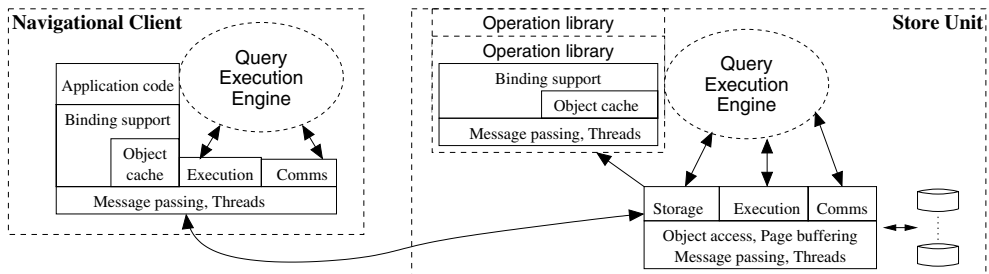 Navigational Client
Query
Execution
Engine
Application code
Binding support
Object
cache
Execution
Comms
Message passing, Threads
Store Unit
Operation library
Operation library
Binding support
Object cache
Message passing, Threads
Query
Execution
Engine
Storage
Execution
Comms
Object access, Page buffering
Message passing, Threads